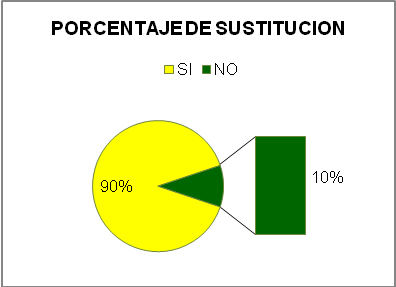 PORCENTAJE DE SUSTITUCION
SI NO
90%
10%